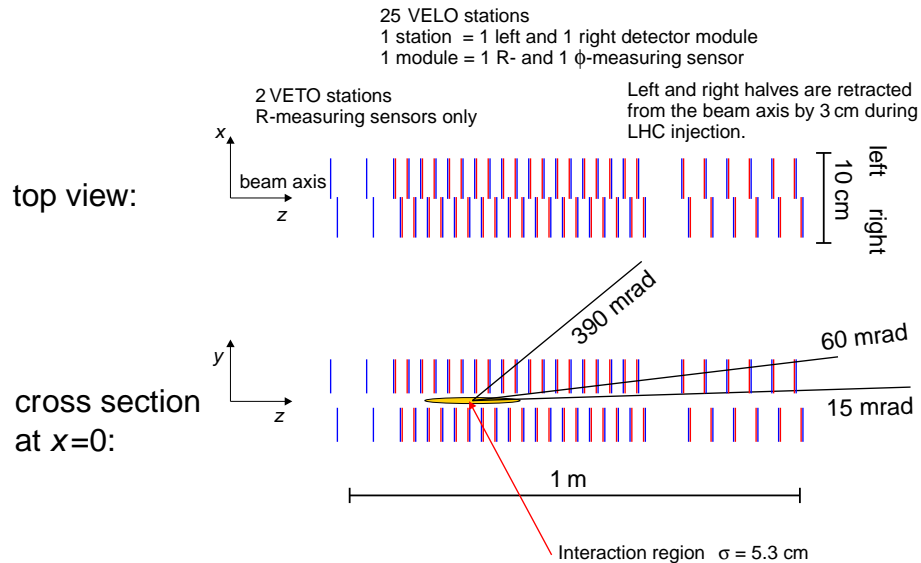 25 VELO stations
1 station = 1 left and 1 right detector module
1 module = 1 R- and 1 ϕ-measuring sensor
2 VETO stations
R-measuring sensors only
Left and right halves are retracted
from the beam axis by 3 cm during
LHC injection.
x
beam axis
z
top view:
10 cm
left
right
390 mrad
60 mrad
15 mrad
y
z
cross section
at x=0:
1 m
Interaction region σ = 5.3 cm